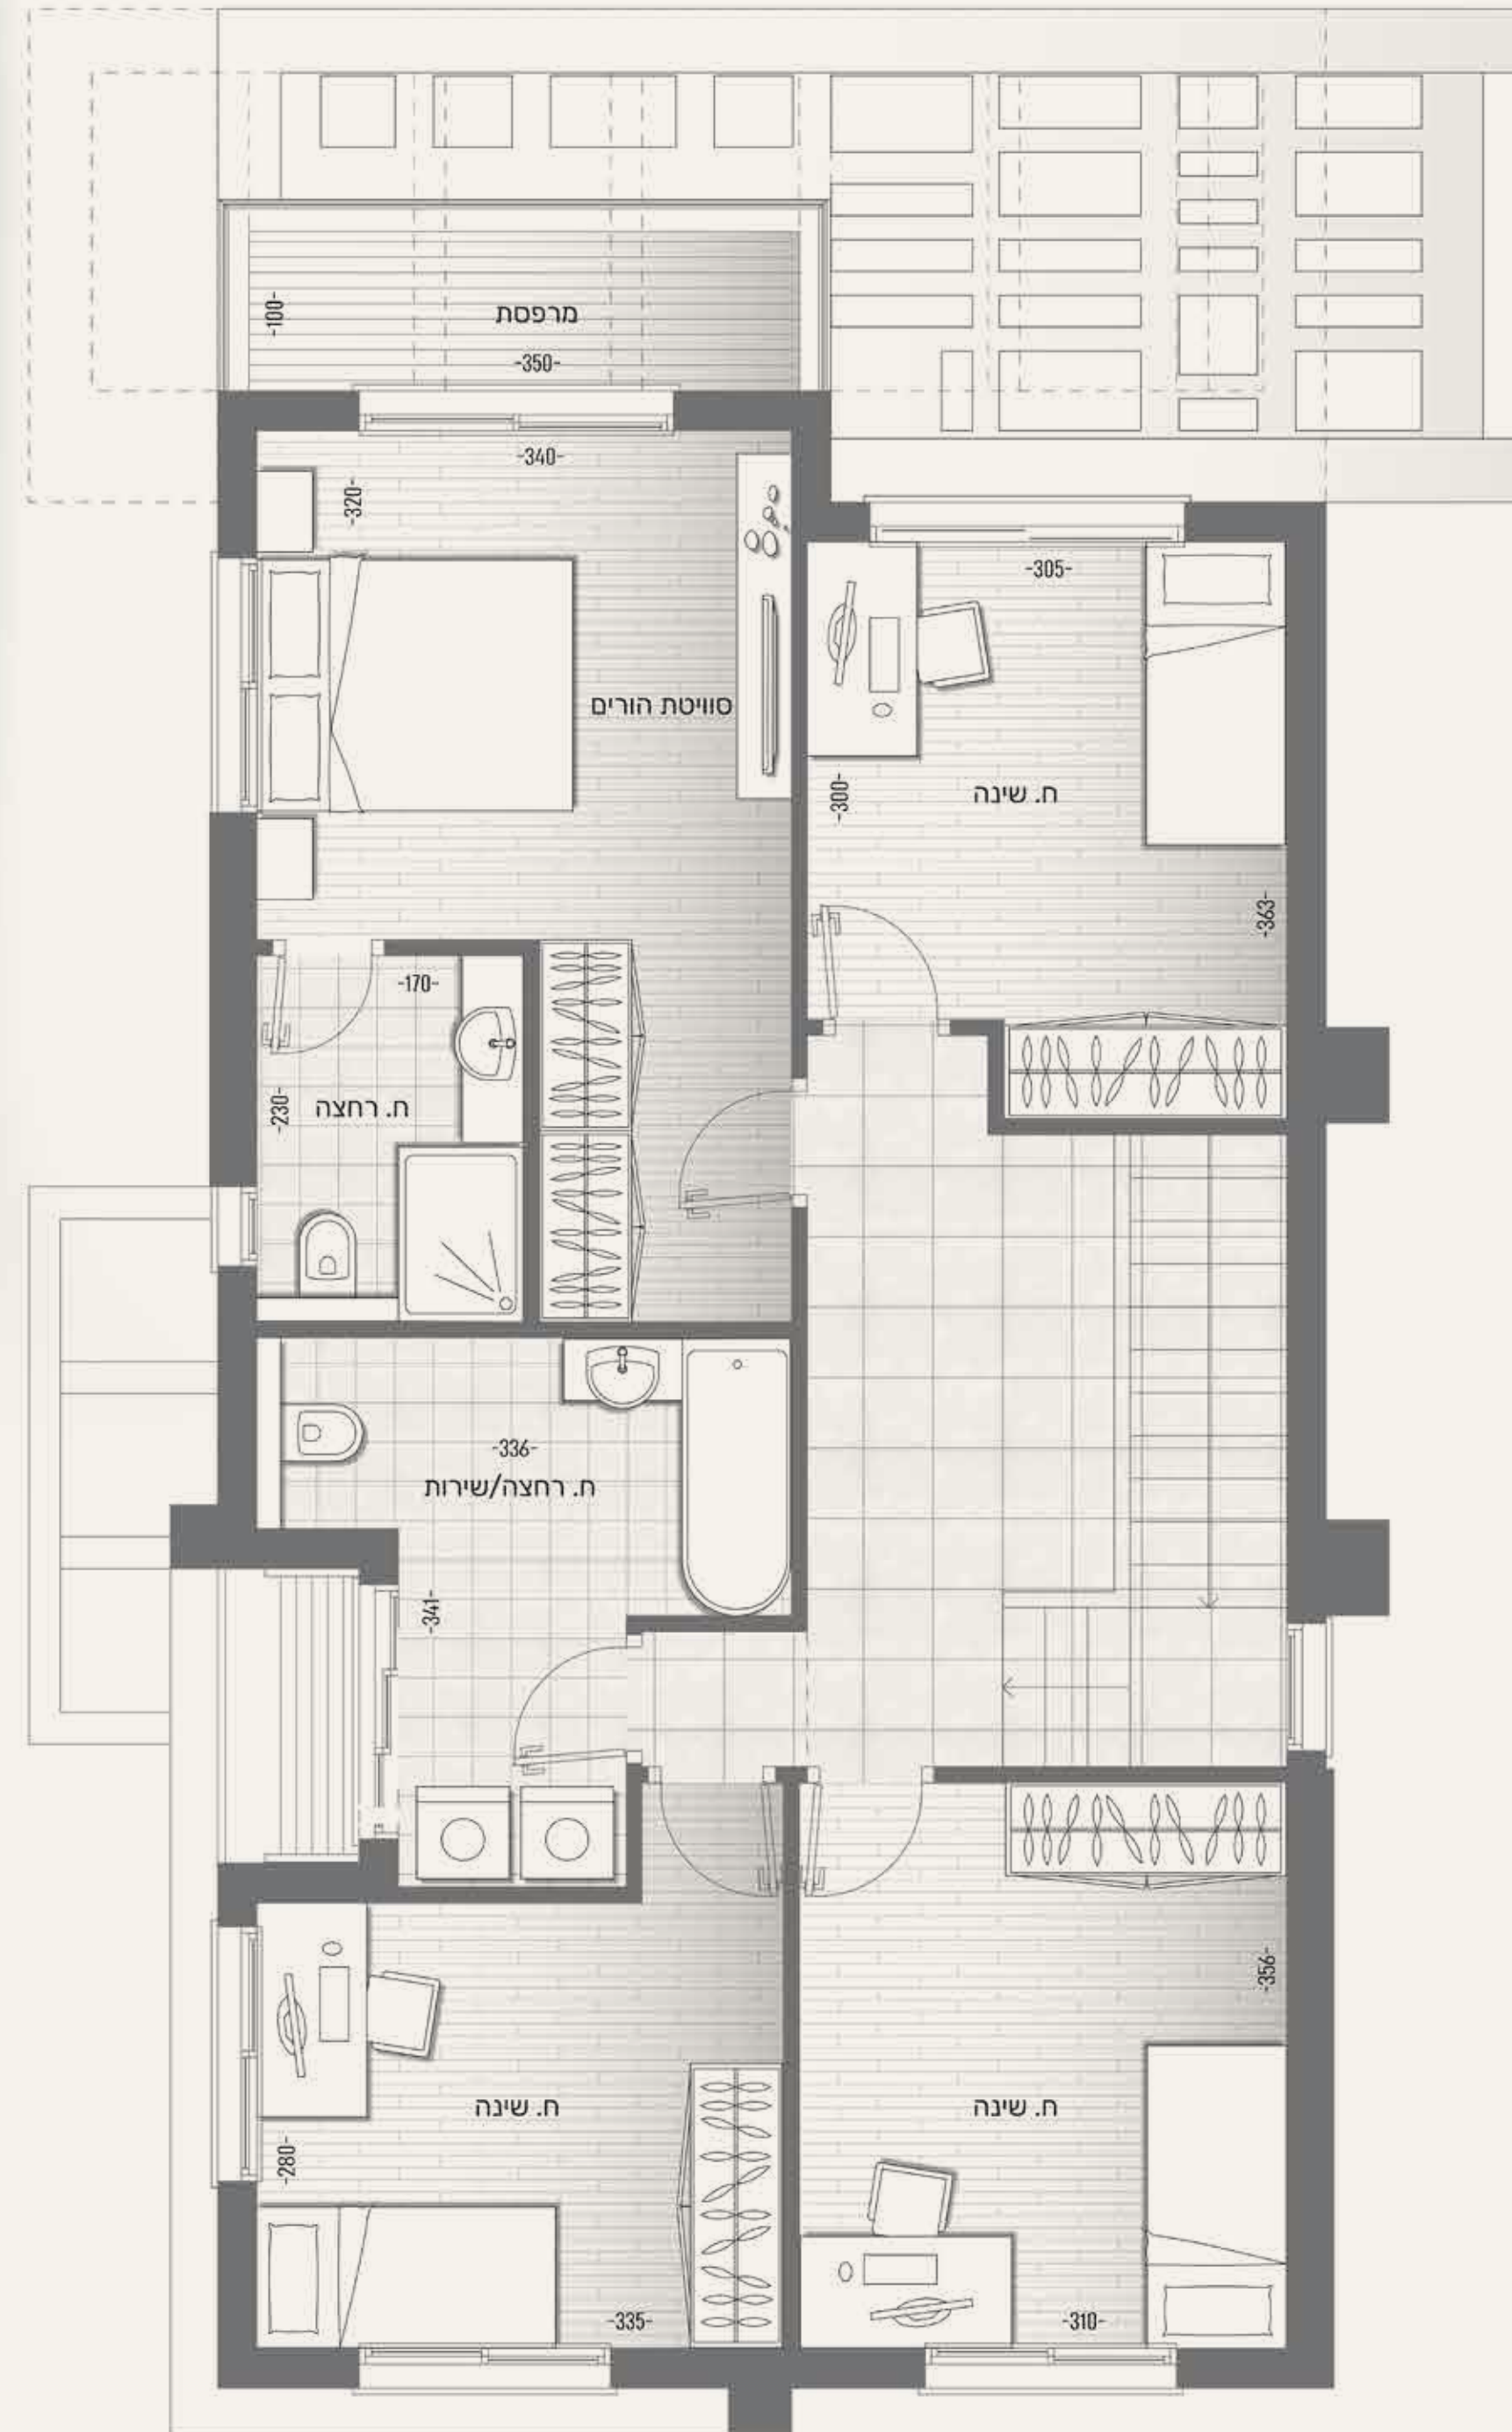 -100-
מרפסת
-350-
-340-
-320-
סוויטת הורים
-305-
-300-
ח. שינה
-363-
-170-
-230-
ח. רחצה
-336-
ח. רחצה/שירות
-341-
-356-
ח. שינה
-280-
-335-
ח. שינה
-310-